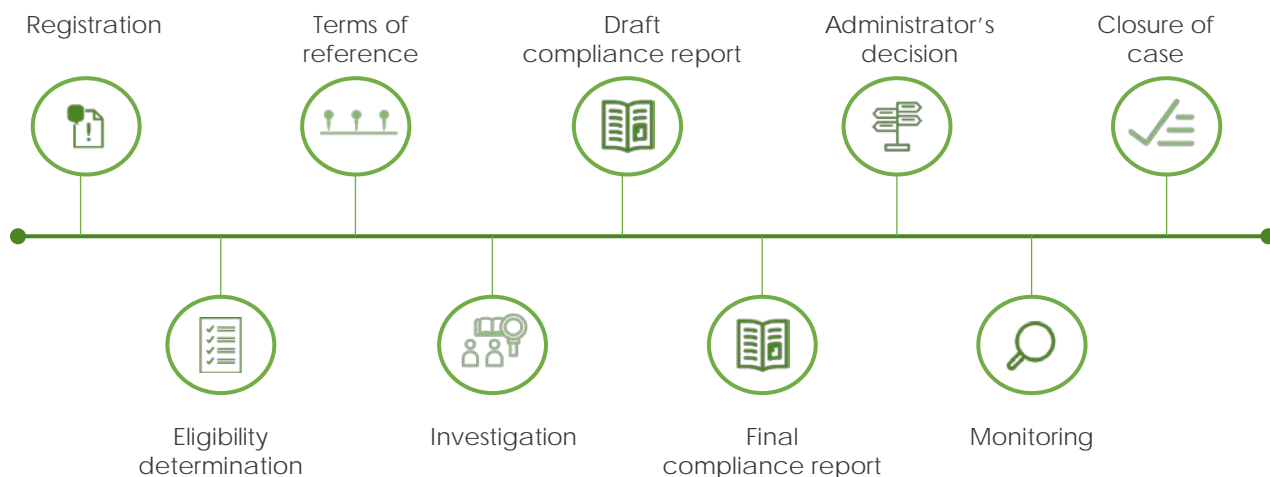 Registration
Terms of
reference
Draft
compliance report
Administrator's
decision
Closure of
case
Eligibility
determination
Investigation
Final
compliance report
Monitoring